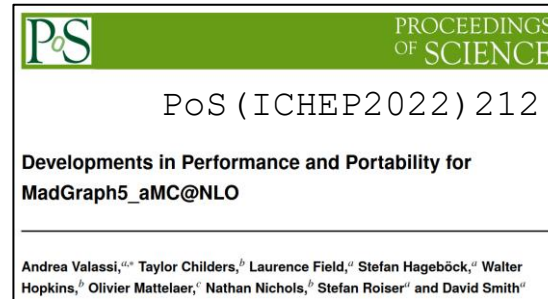 PoS
PROCEEDINGS
OF SCIENCE
PoS(ICHEP2022)212
Developments in Performance and Portability for
MadGraph5_aMC@NLO
Andrea Valassi,a,* Taylor Childers,b Laurence Field,a Stefan Hageböck,a Walter
Hopkins,b Olivier Mattelaer,c Nathan Nichols,b Stefan Roisera and David Smitha